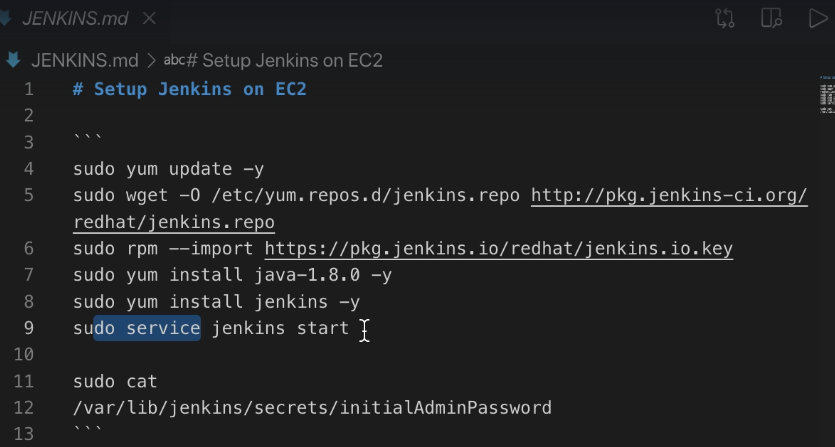 JENKINS.md
JENKINS.md > abc# Setup Jenkins on EC2
1 # Setup Jenkins on EC2
2
3 ```
4 sudo yum update -y
5 sudo wget -O /etc/yum.repos.d/jenkins.repo http://pkg.jenkins-ci.org/
redhat/jenkins.repo
6 sudo rpm --import https://pkg.jenkins.io/redhat/jenkins.io.key
7 sudo yum install java-1.8.0 -y
8 sudo yum install jenkins -y
9 sudo service jenkins start
10
11 sudo cat
12 /var/lib/jenkins/secrets/initialAdminPassword
13 ```